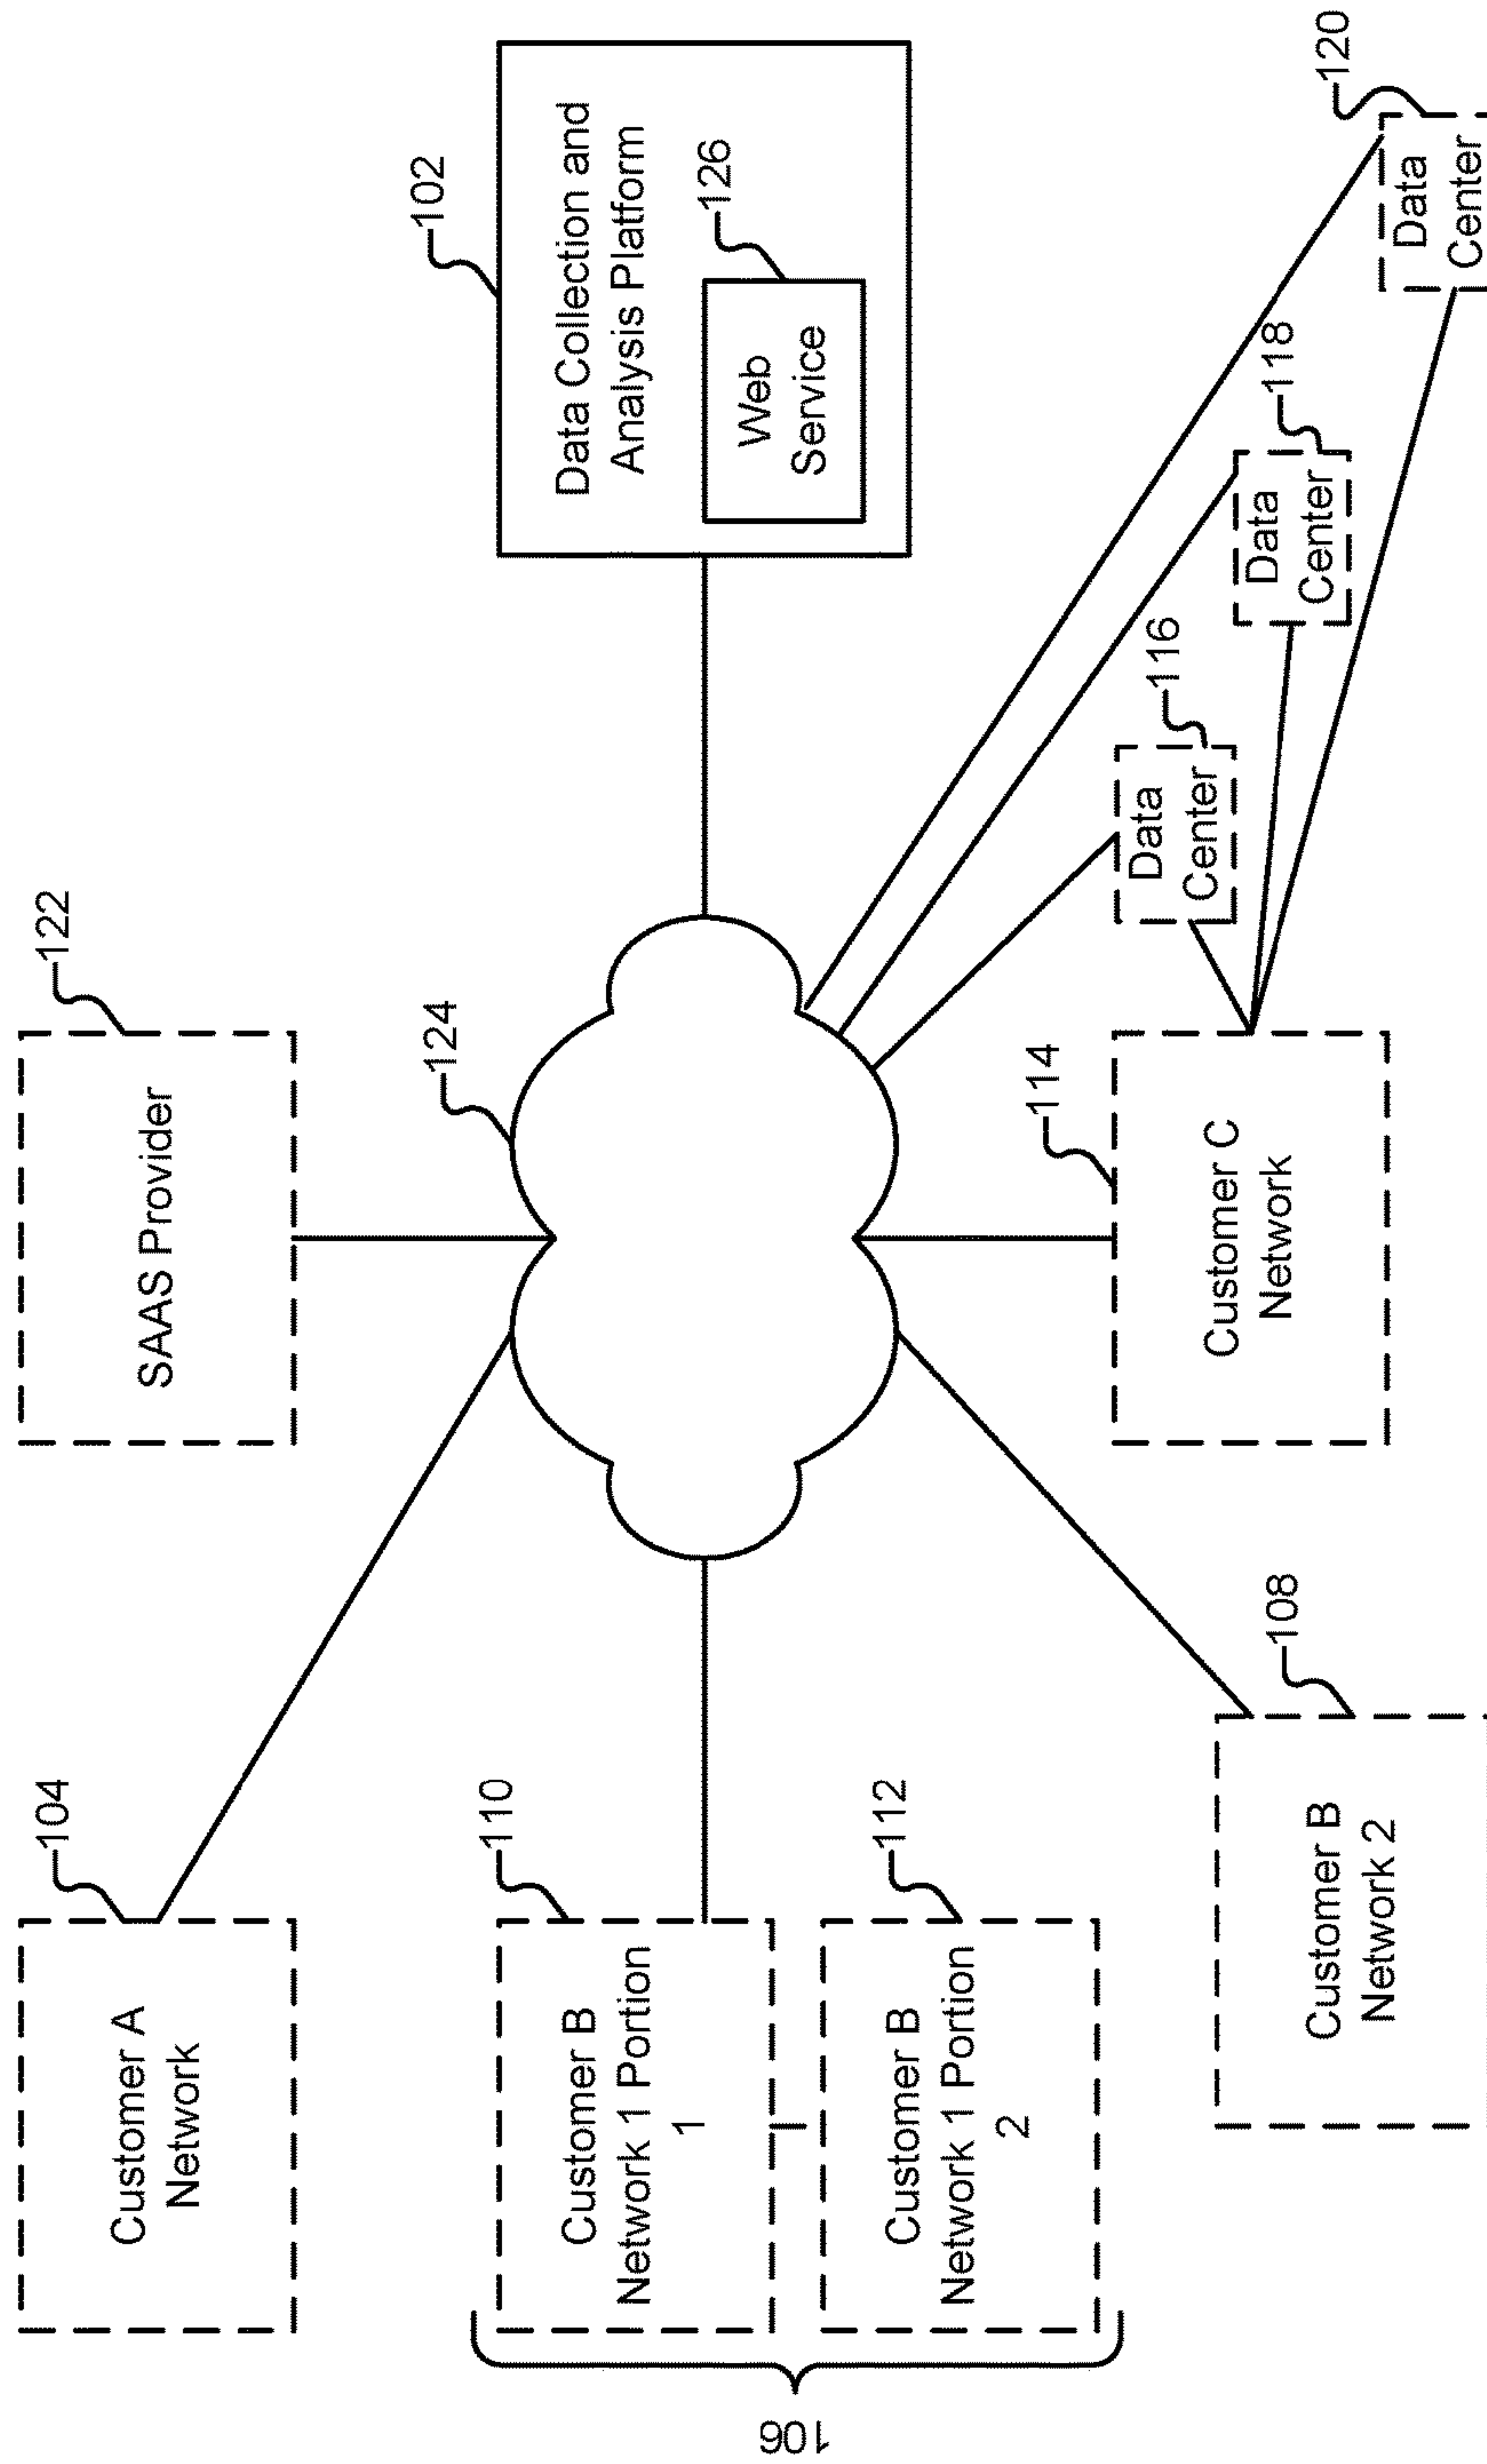 104
Customer A
Network
122
SAAS Provider
110
Customer B
Network 1 Portion
1
106
112
Customer B
Network 1 Portion
2
124
102
Data Collection and
Analysis Platform
126
Web
Service
108
Customer B
Network 2
114
Customer C
Network
116
Data
Center
118
Data
Center
120
Data
Center